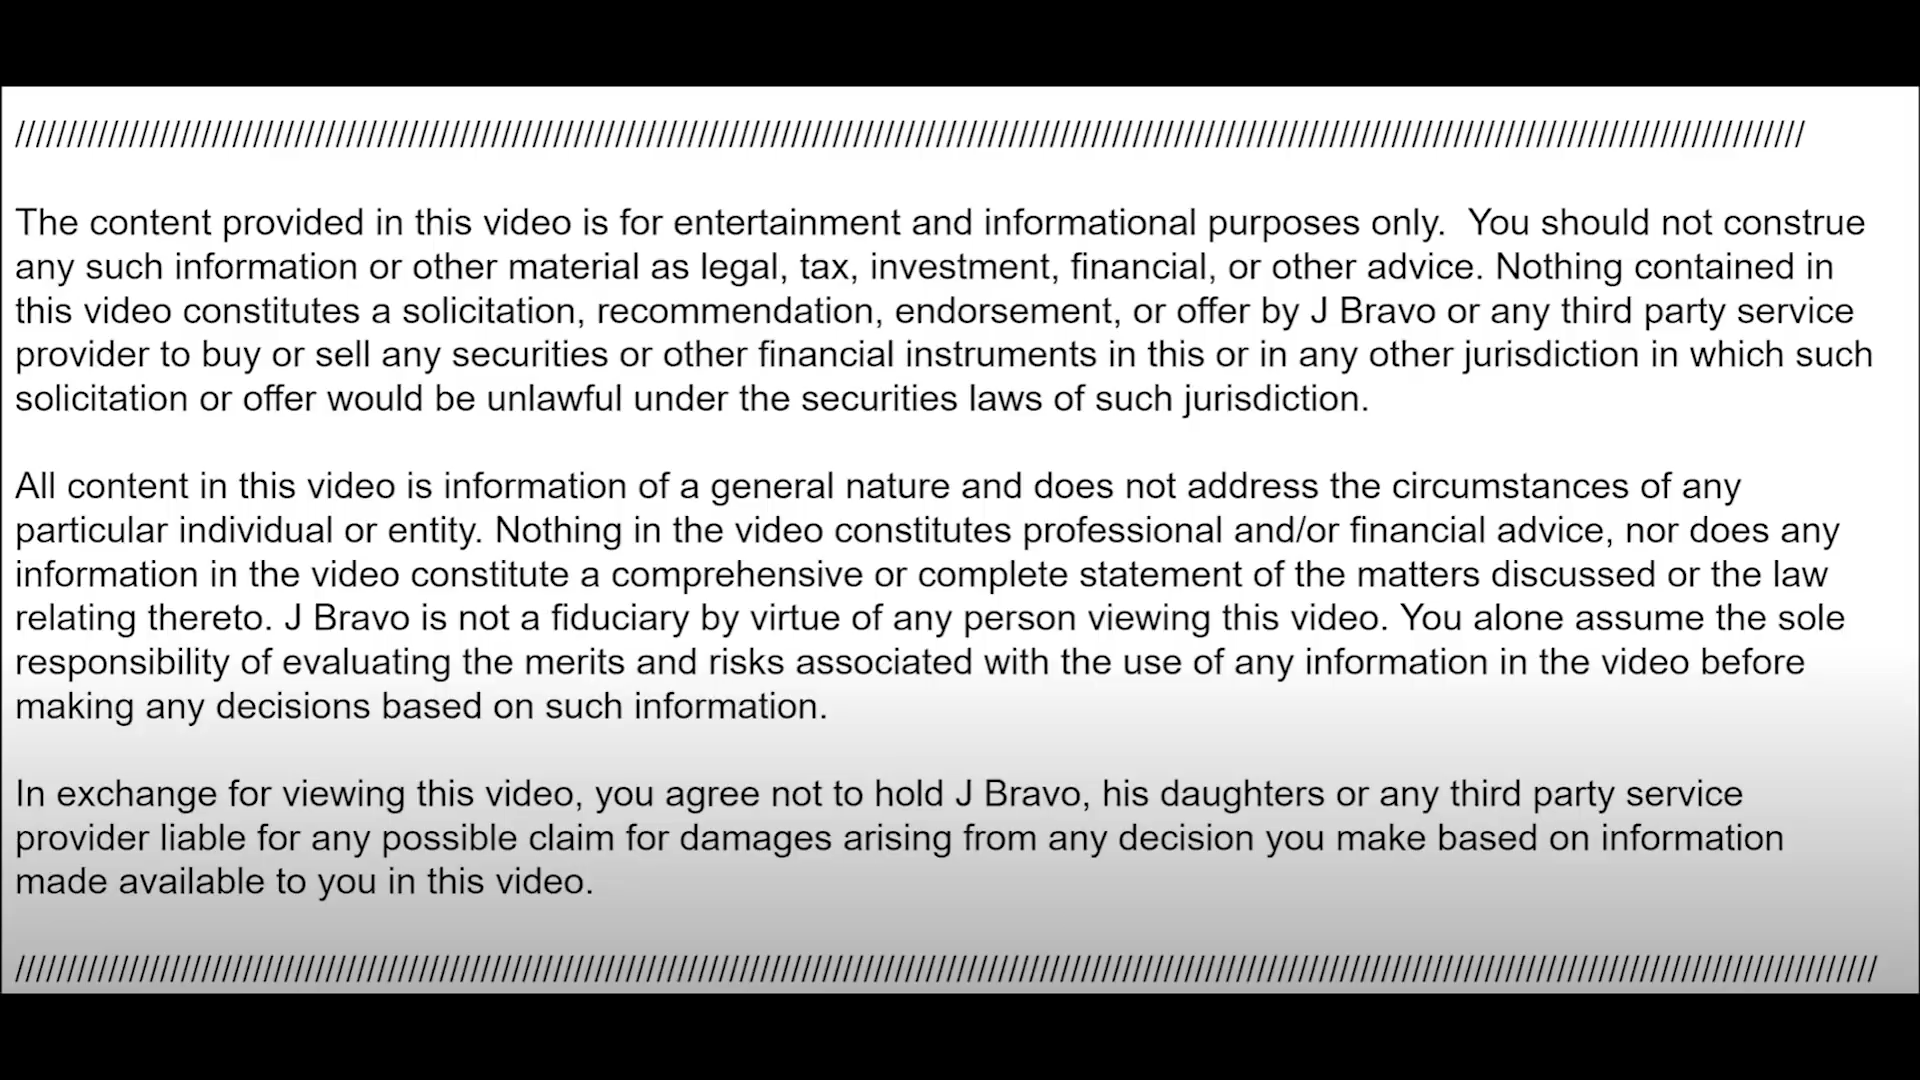 The content provided in this video is for entertainment and informational purposes only.  You should not construe
any such information or other material as legal, tax, investment, financial, or other advice. Nothing contained in
this video constitutes a solicitation, recommendation, endorsement, or offer by J Bravo or any third party service
provider to buy or sell any securities or other financial instruments in this or in any other jurisdiction in which such
solicitation or offer would be unlawful under the securities laws of such jurisdiction.
All content in this video is information of a general nature and does not address the circumstances of any
particular individual or entity. Nothing in the video constitutes professional and/or financial advice, nor does any
information in the video constitute a comprehensive or complete statement of the matters discussed or the law
relating thereto. J Bravo is not a fiduciary by virtue of any person viewing this video. You alone assume the sole
responsibility of evaluating the merits and risks associated with the use of any information in the video before
making any decisions based on such information.
In exchange for viewing this video, you agree not to hold J Bravo, his daughters or any third party service
provider liable for any possible claim for damages arising from any decision you make based on information
made available to you in this video.